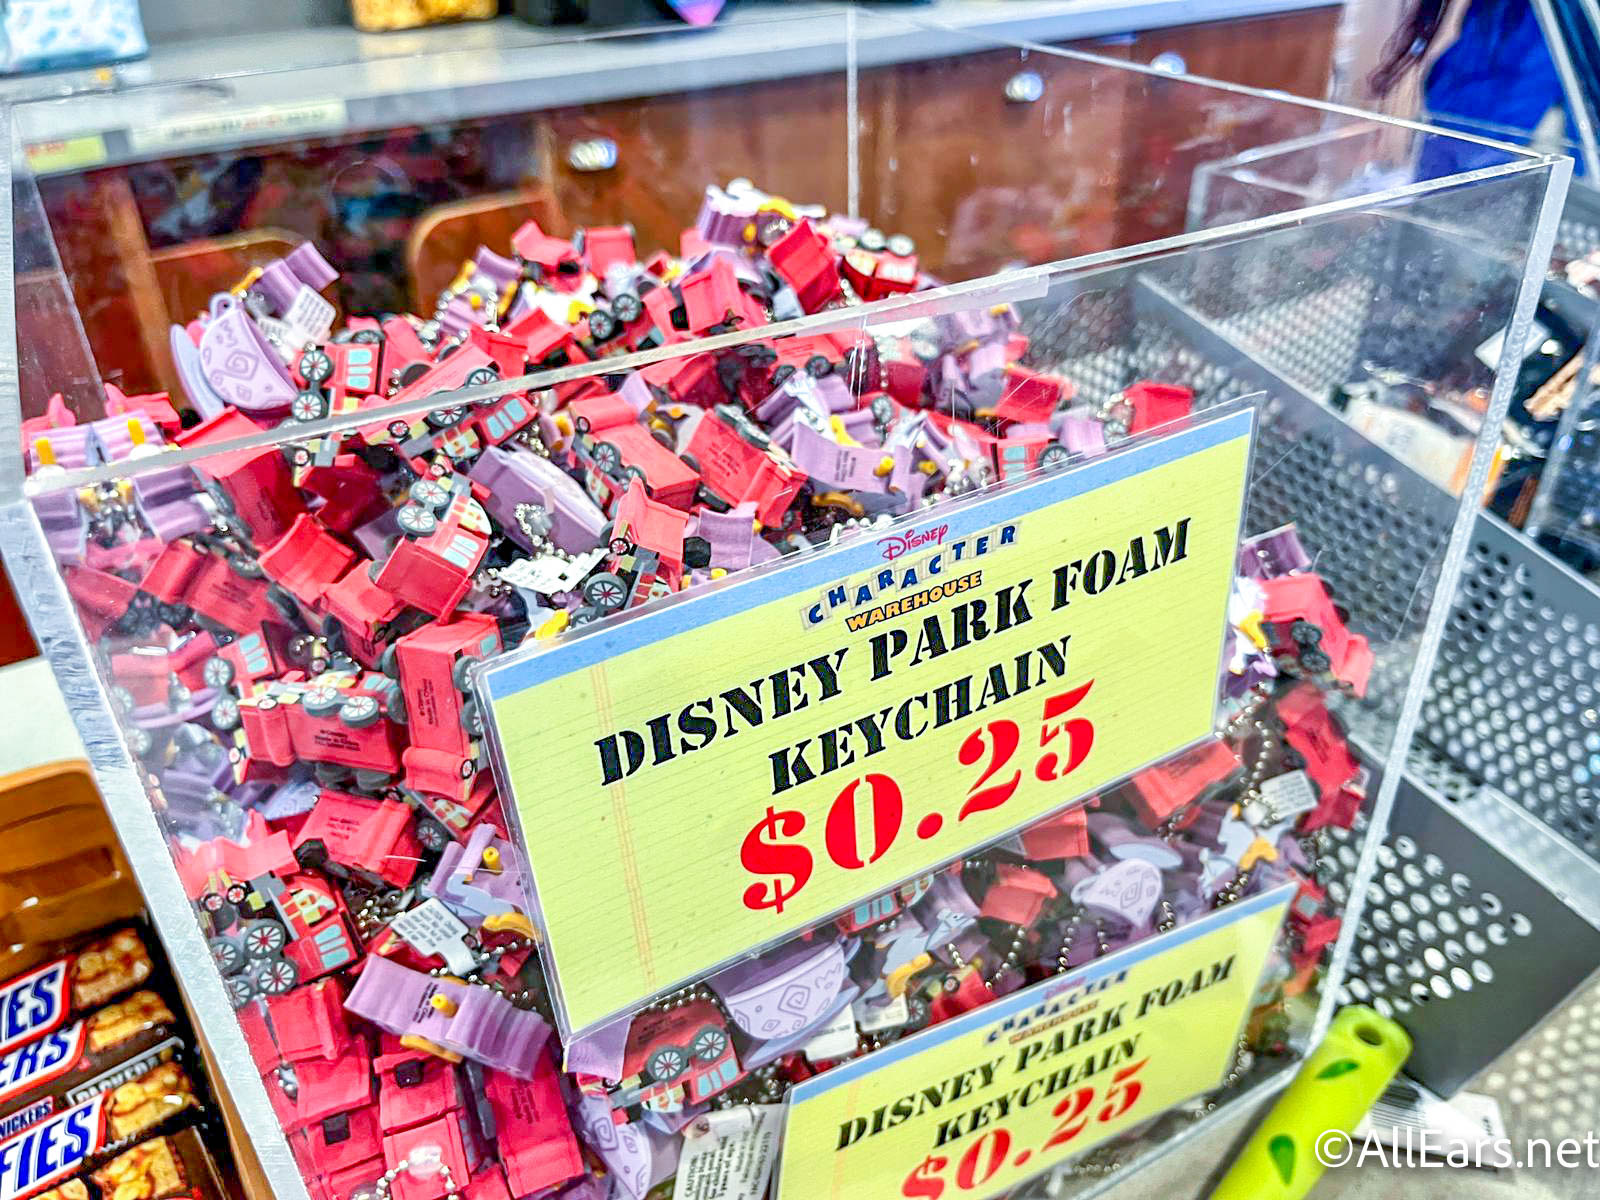 DISNEY
CHARACTER
WAREHOUSE
DISNEY PARK FOAM
KEYCHAIN
$0.25
CHARACTER
WAREHOUSE
DISNEY PARK FOAM
KEYCHAIN
$0.25
SNICKERS
©AllEars.net